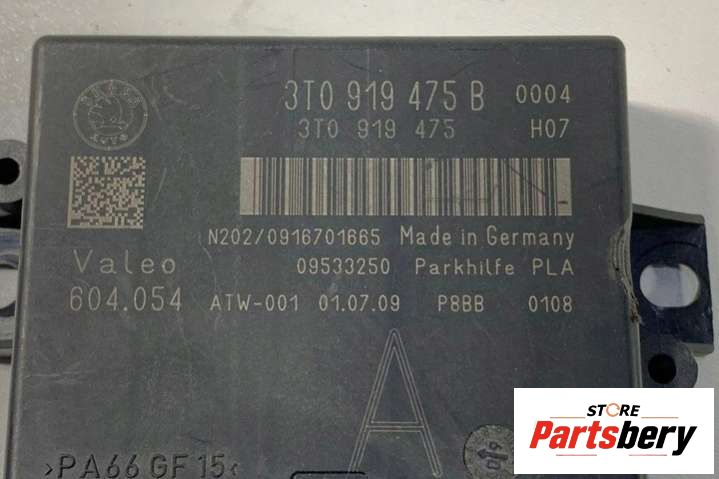 3T0 919 475 B 0004
3T0 919 475 H07
N202/0916701665 Made in Germany
Valeo 09533250 Parkhilfe PLA
604.054 ATW-001 01.07.09 P8BB 0108
A
>PA66 GF15<
STORE
Partsbery